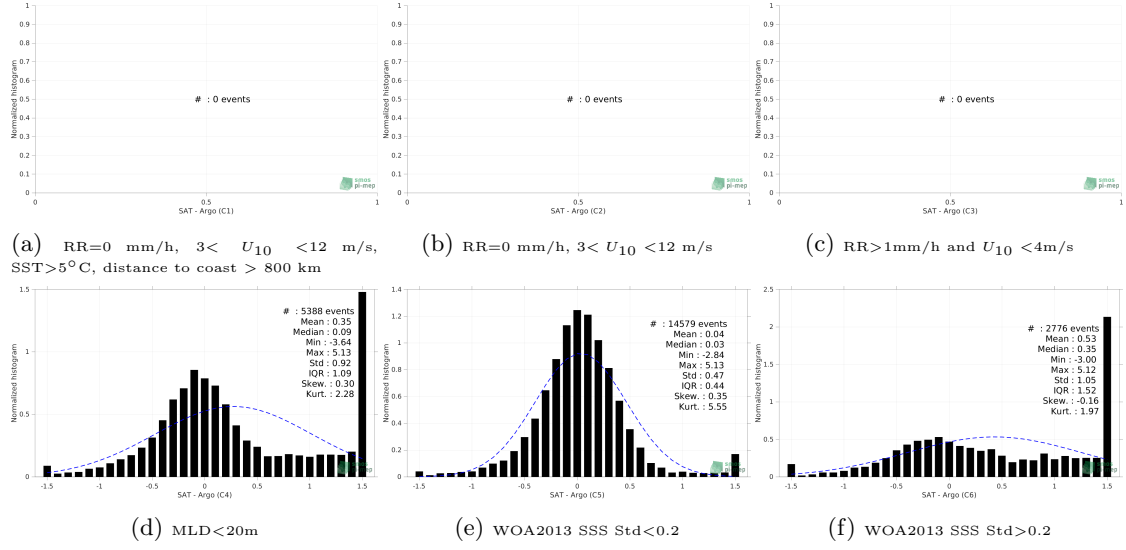 Normalized histogram
1
0.9
0.8
0.7
0.6
0.5
0.4
0.3
0.2
0.1
0
# : 0 events
smos
pi-mep
0 0.5 1
SAT - Argo (C1)
(a) RR=0 mm/h, 3< U10 <12 m/s,
SST>5°C, distance to coast > 800 km
Normalized histogram
1
0.9
0.8
0.7
0.6
0.5
0.4
0.3
0.2
0.1
0
# : 0 events
smos
pi-mep
0 0.5 1
SAT - Argo (C2)
(b) RR=0 mm/h, 3< U10 <12 m/s
Normalized histogram
1
0.9
0.8
0.7
0.6
0.5
0.4
0.3
0.2
0.1
0
# : 0 events
smos
pi-mep
0 0.5 1
SAT - Argo (C3)
(c) RR>1mm/h and U10 <4m/s
Normalized histogram
1.5
1
0.5
0
# : 5388 events
Mean : 0.35
Median : 0.09
Min : -3.64
Max : 5.13
Std : 0.92
IQR : 1.09
Skew. : 0.30
Kurt. : 2.28
-1.5 -1 -0.5 0 0.5 1 1.5
SAT - Argo (C4)
(d) MLD<20m
Normalized histogram
1.4
1.2
1
0.8
0.6
0.4
0.2
0
# : 14579 events
Mean : 0.04
Median : 0.03
Min : -2.84
Max : 5.13
Std : 0.47
IQR : 0.44
Skew. : 0.35
Kurt. : 5.55
-1.5 -1 -0.5 0 0.5 1 1.5
SAT - Argo (C5)
(e) WOA2013 SSS Std<0.2
Normalized histogram
2.5
2
1.5
1
0.5
0
# : 2776 events
Mean : 0.53
Median : 0.35
Min : -3.00
Max : 5.12
Std : 1.05
IQR : 1.52
Skew. : -0.16
Kurt. : 1.97
-1.5 -1 -0.5 0 0.5 1 1.5
SAT - Argo (C6)
(f) WOA2013 SSS Std>0.2